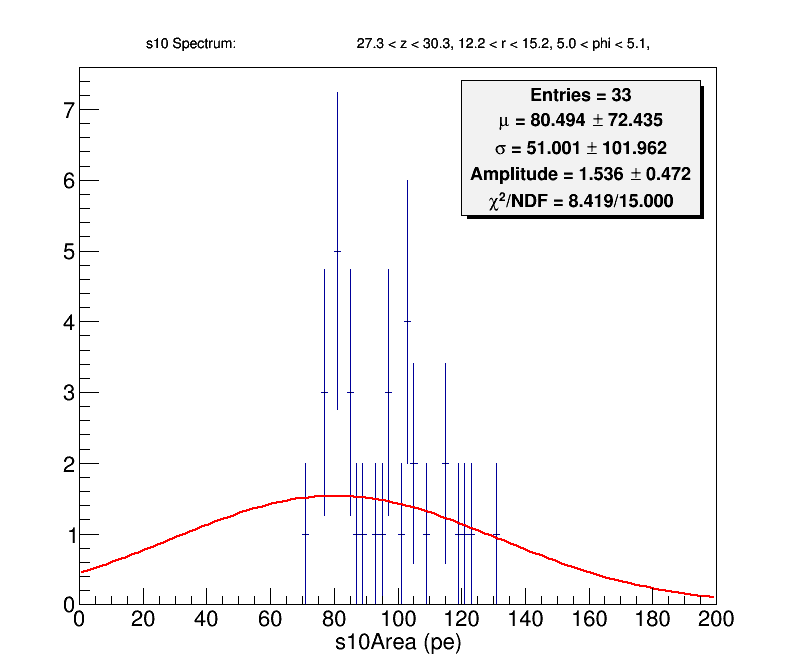 s10 Spectrum: 27.3 < z < 30.3, 12.2 < r < 15.2, 5.0 < phi < 5.1,
Entries = 33
μ = 80.494 ± 72.435
σ = 51.001 ± 101.962
Amplitude = 1.536 ± 0.472
χ²/NDF = 8.419/15.000
7
6
5
4
3
2
1
0
0 20 40 60 80 100 120 140 160 180 200
s10Area (pe)